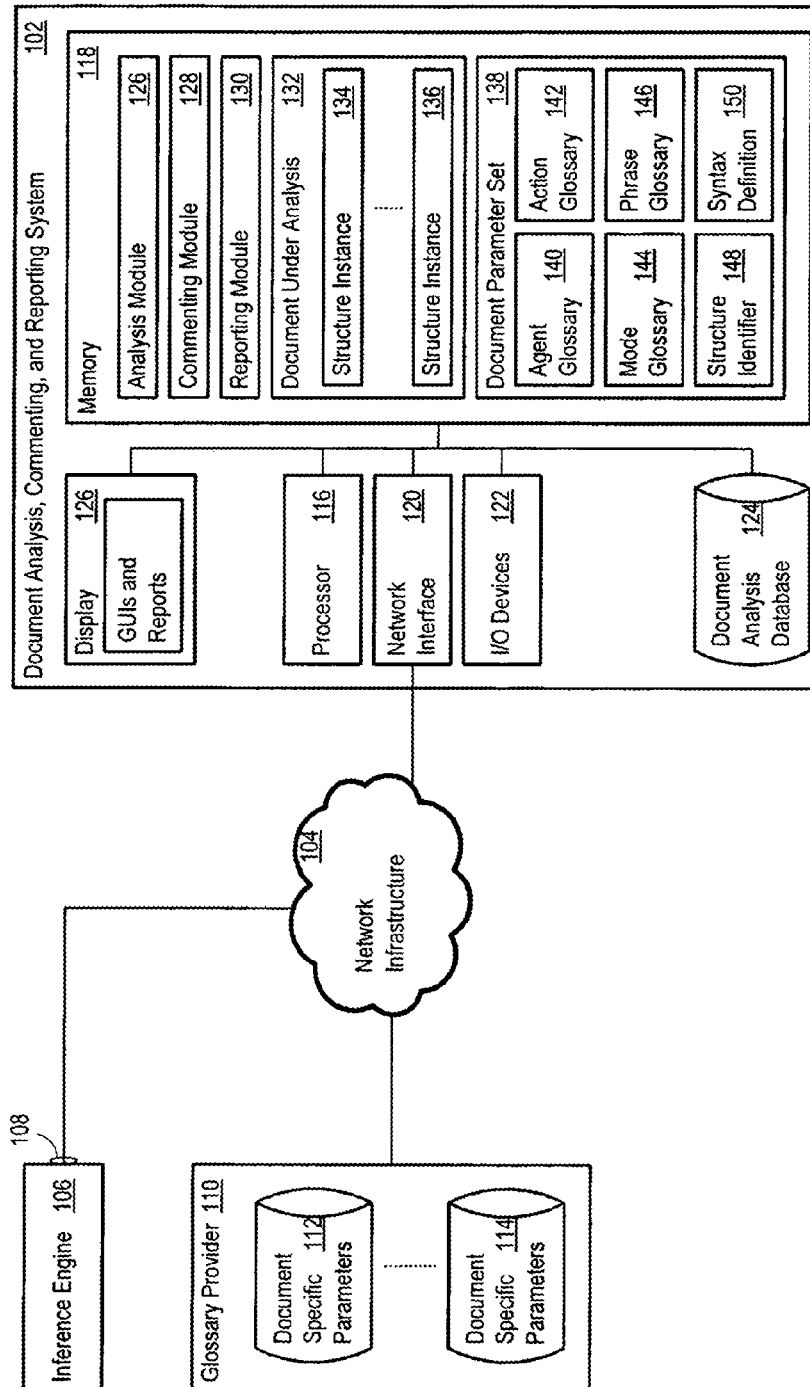 108
Inference Engine 106
Glossary Provider 110
Document
Specific 112
Parameters
Document
Specific 114
Parameters
104
Network
Infrastructure
Document Analysis, Commenting, and Reporting System 102
Display 126
GUIs and
Reports
Processor 116
Network
Interface 120
I/O Devices 122
Document
Analysis 124
Database
Memory 118
Analysis Module 126
Commenting Module 128
Reporting Module 130
Document Under Analysis 132
Structure Instance 134
Structure Instance 136
Document Parameter Set 138
Agent
Glossary 140
Action
Glossary 142
Mode
Glossary 144
Phrase
Glossary 146
Structure
Identifier 148
Syntax
Definition 150